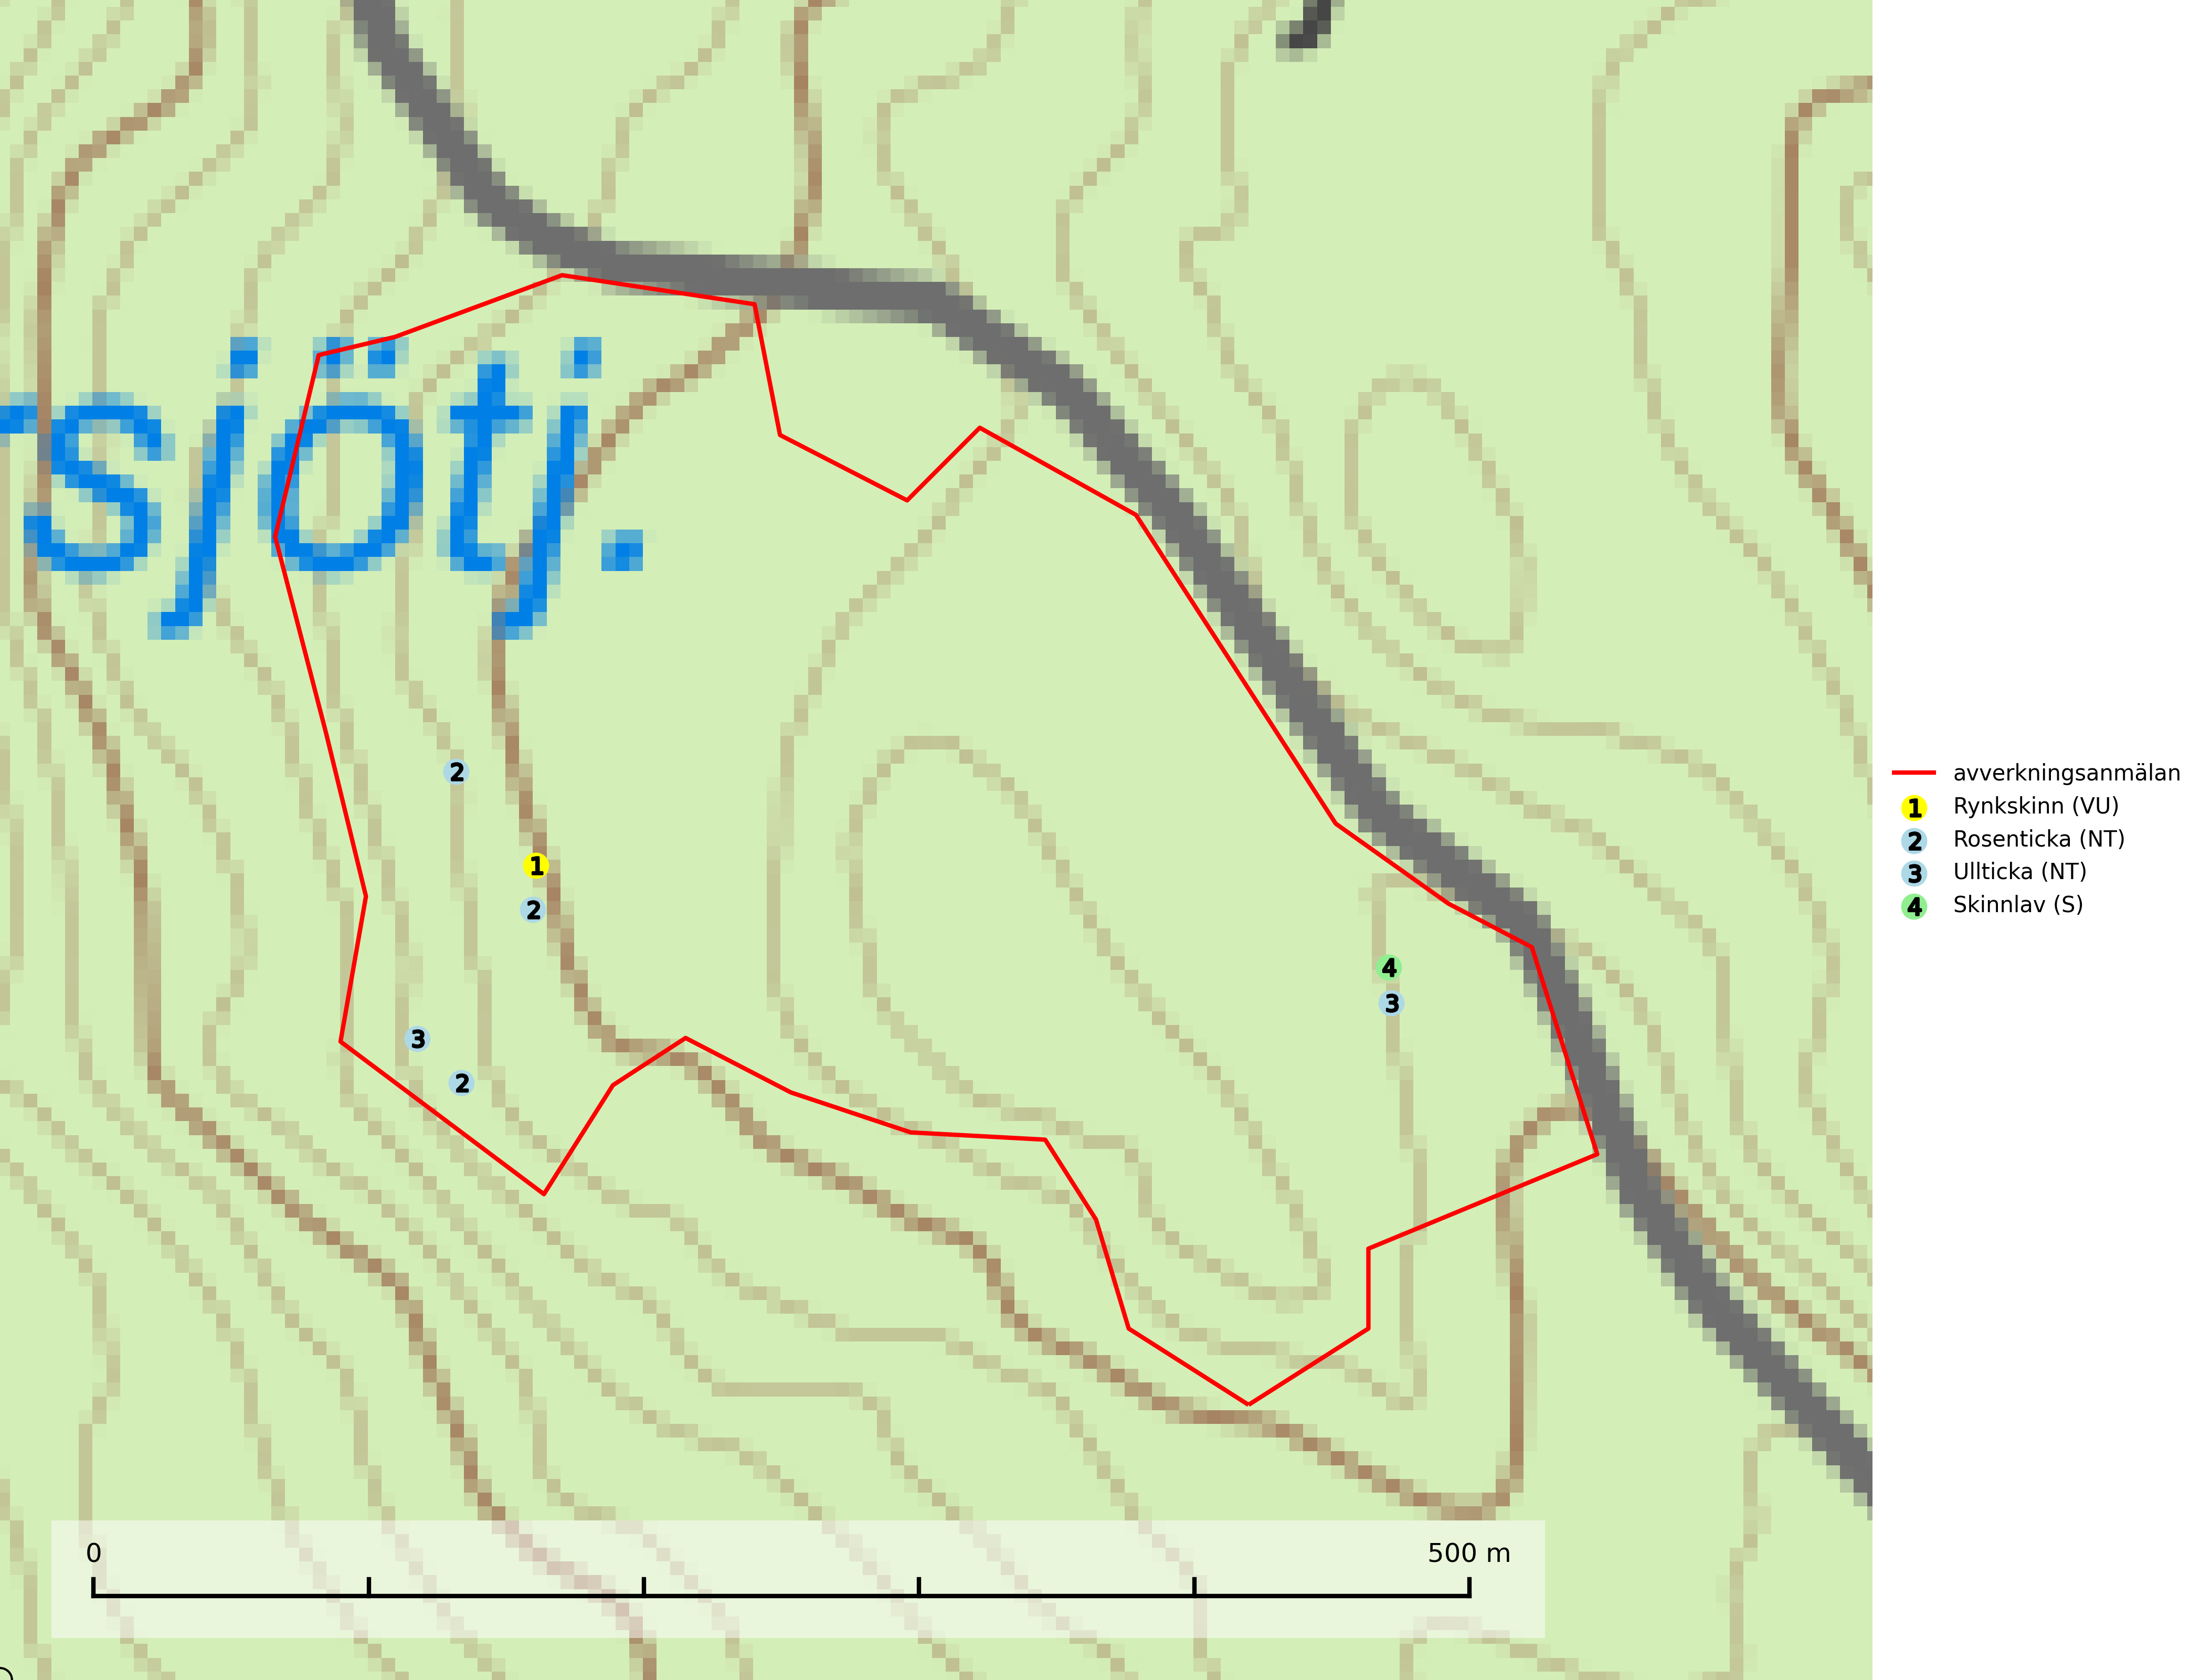 sjötj.
2
1
2
4
3
3
2
avverkningsanmälan
1 Rynkskinn (VU)
2 Rosenticka (NT)
3 Ullticka (NT)
4 Skinnlav (S)
0 500 m